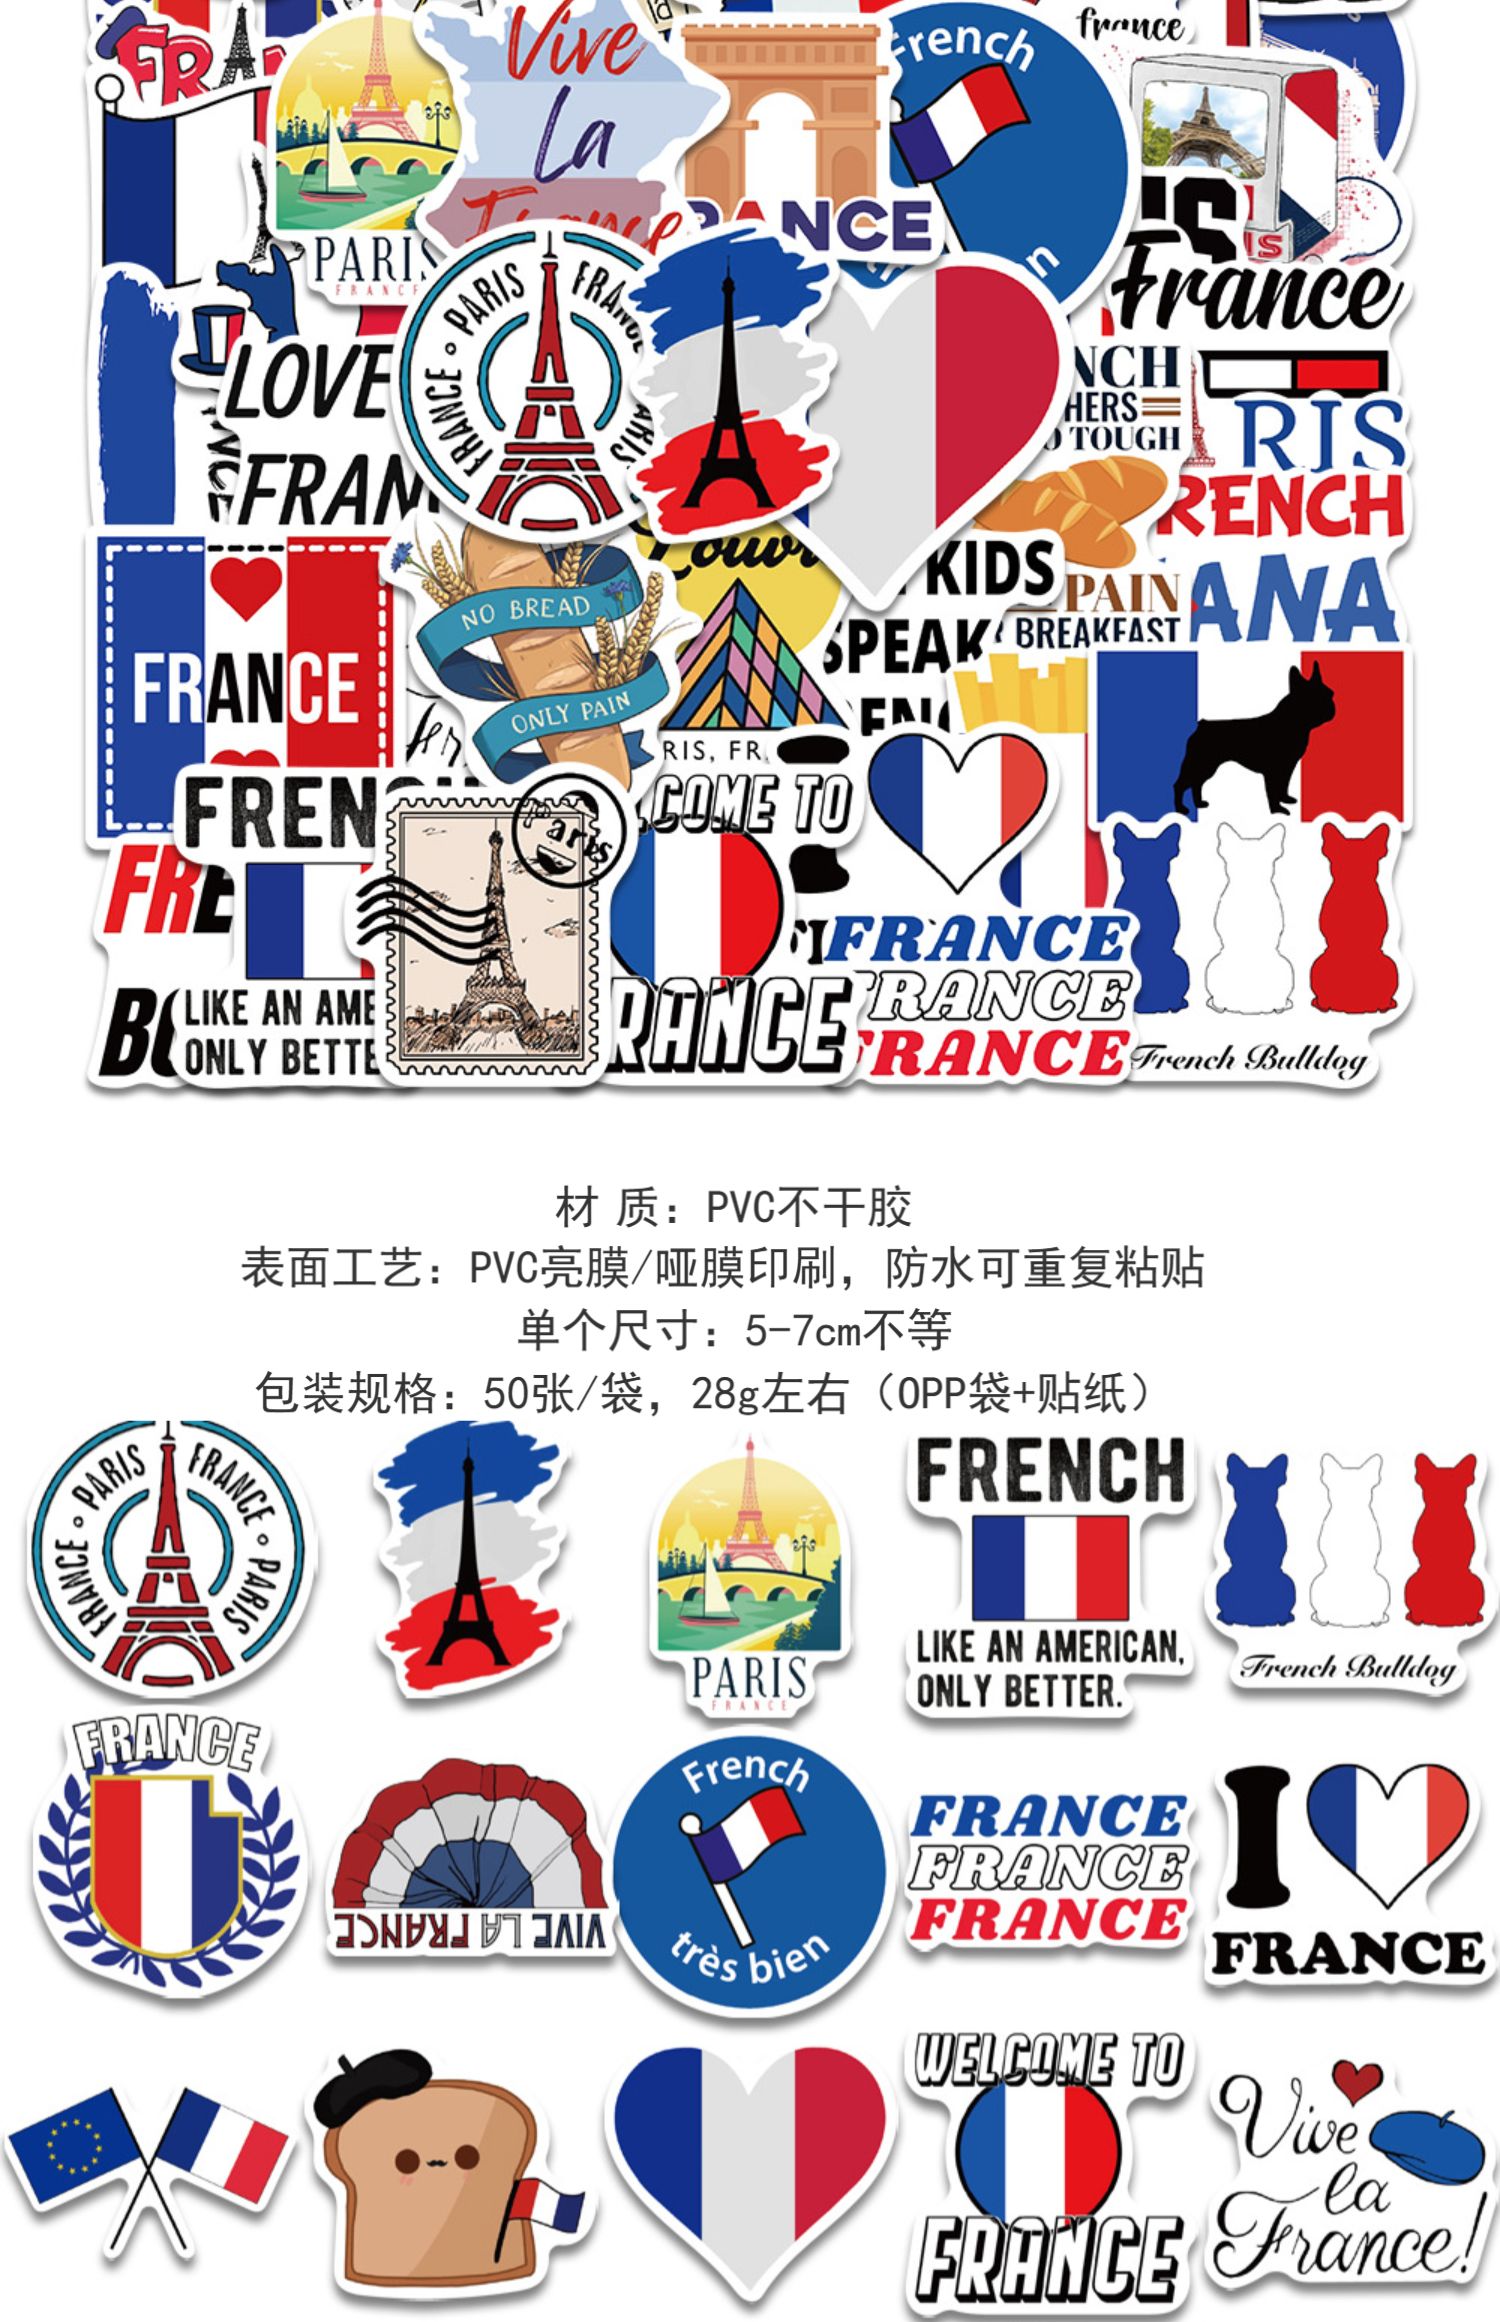 FRAN
Vive
La
France
French
france
PARIS
FRANCE
FRANCE
IS
France
LOVE
FRAN
FRANCE • PARIS
FRANCE
PARIS
NCH
HERS
O TOUGH
RIS
RENCH
ANA
NO BREAD
ONLY PAIN
Louvr
KIDS
SPEAK
PAIN
BREAKFAST
FRANCE
RIS, FR
FRENCH
LIKE AN AME
ONLY BETTE
FRE
BO
Paris
COME TO
RANCE
FRANCE
FRANCE
FRANCE
French Bulldog
材 质：PVC不干胶
表面工艺：PVC亮膜/哑膜印刷，防水可重复粘贴
单个尺寸：5-7cm不等
包装规格：50张/袋，28g左右（OPP袋+贴纸）
FRANCE • PARIS
FRANCE • PARIS
PARIS
FRANCE
FRENCH
LIKE AN AMERICAN,
ONLY BETTER.
French Bulldog
FRANCE
VIVE LA FRANCE
French
très bien
FRANCE
FRANCE
FRANCE
I
FRANCE
WELCOME TO
FRANCE
Vive
la
France!